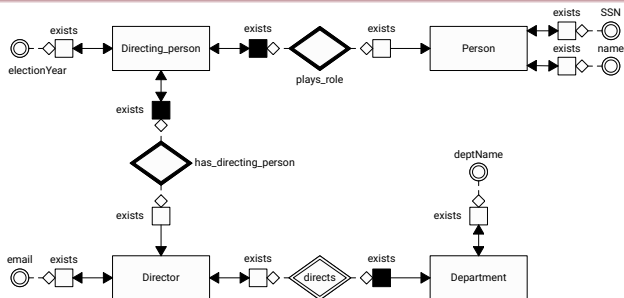 exists
exists
exists
exists
SSN
electionYear
Directing_person
plays_role
Person
exists
name
exists
has_directing_person
deptName
exists
exists
email
exists
Director
exists
directs
exists
Department